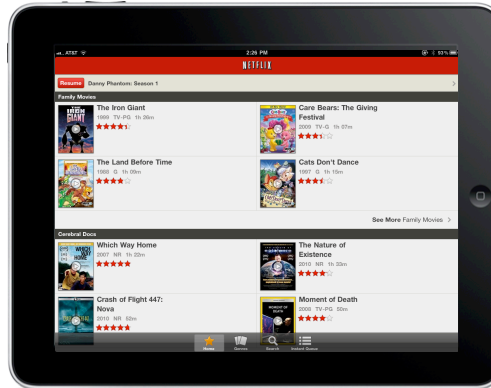 AT&T
2:26 PM
93%
NETFLIX
Resume Danny Phantom: Season 1
Family Movies
The Iron Giant
1999 TV-PG 1h 26m
Care Bears: The Giving
Festival
TV-G 1h 07m
The Land Before Time
1988 G 1h 09m
Cats Don't Dance
1997 G 1h 15m
See More Family Movies
Cerebral Docs
Which Way Home
2007 NR 1h 22m
The Nature of
Existence
2010 NR 1h 33m
Crash of Flight 447:
Nova
2010 NR 52m
Moment of Death
2008 TV-PG 50m
Home Genres Search Instant Queue